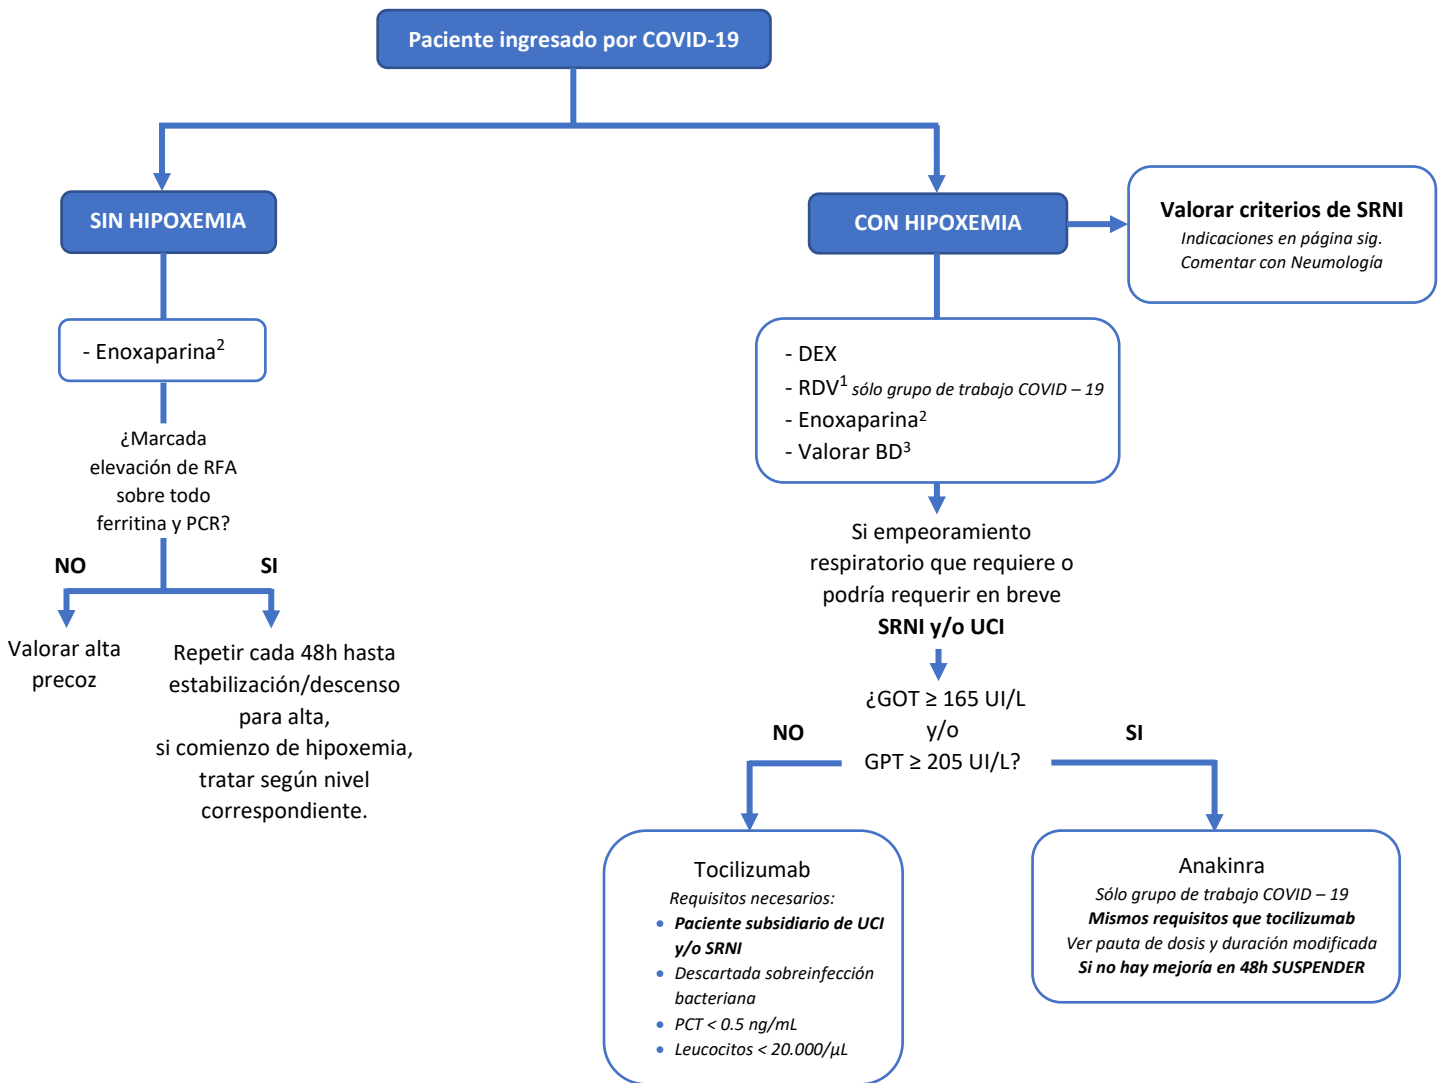 Paciente ingresado por COVID-19
SIN HIPOXEMIA
- Enoxaparina²
¿Marcada
elevación de RFA
sobre todo
ferritina y PCR?
NO
SI
Valorar alta
precoz
Repetir cada 48h hasta
estabilización/descenso
para alta,
si comienzo de hipoxemia,
tratar según nivel
correspondiente.
CON HIPOXEMIA
Valorar criterios de SRNI
Indicaciones en página sig.
Comentar con Neumología
- DEX
- RDV¹ sólo grupo de trabajo COVID – 19
- Enoxaparina²
- Valorar BD³
Si empeoramiento
respiratorio que requiere o
podría requerir en breve
SRNI y/o UCI
¿GOT ≥ 165 UI/L
y/o
GPT ≥ 205 UI/L?
NO
SI
Tocilizumab
Requisitos necesarios:
• Paciente subsidiario de UCI
y/o SRNI
• Descartada sobreinfección
bacteriana
• PCT < 0.5 ng/mL
• Leucocitos < 20.000/µL
Anakinra
Sólo grupo de trabajo COVID – 19
Mismos requisitos que tocilizumab
Ver pauta de dosis y duración modificada
Si no hay mejoría en 48h SUSPENDER